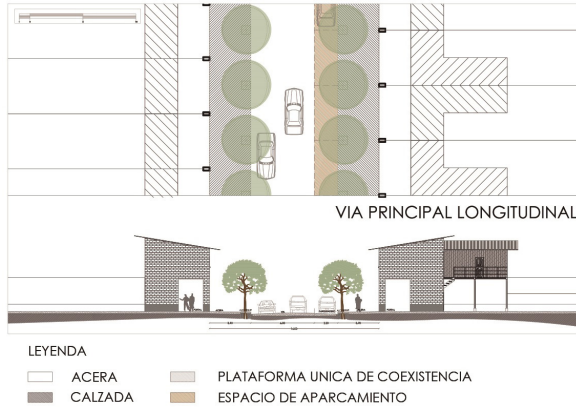 VIA PRINCIPAL LONGITUDINAL
LEYENDA
ACERA
PLATAFORMA UNICA DE COEXISTENCIA
CALZADA
ESPACIO DE APARCAMIENTO